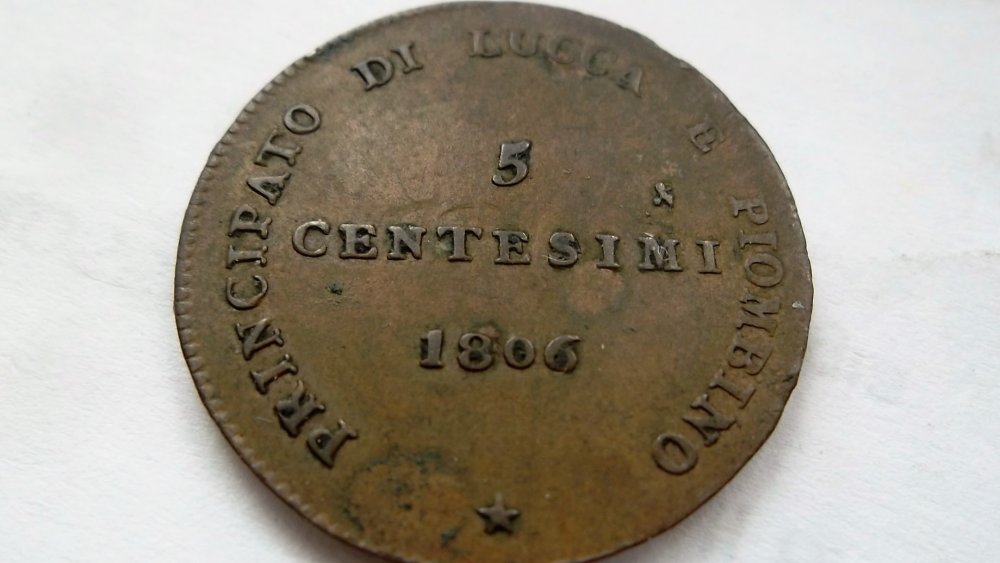 PRINCIPATO DI LUCCA E PIOMBINO
5
CENTESIMI
1806